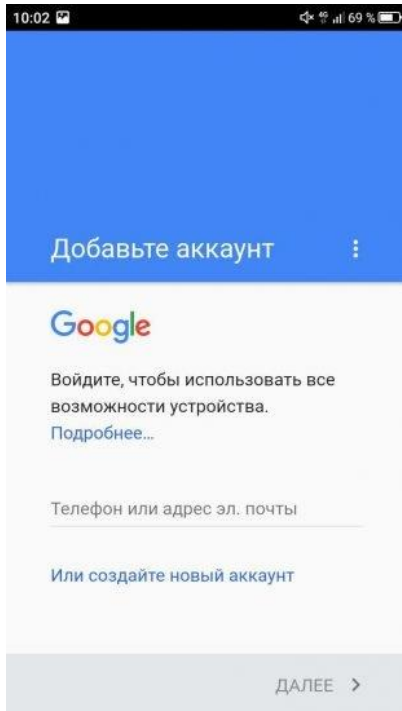 10:02 4G 69 %
Добавьте аккаунт
Google
Войдите, чтобы использовать все
возможности устройства.
Подробнее...
Телефон или адрес эл. почты
Или создайте новый аккаунт
ДАЛЕЕ